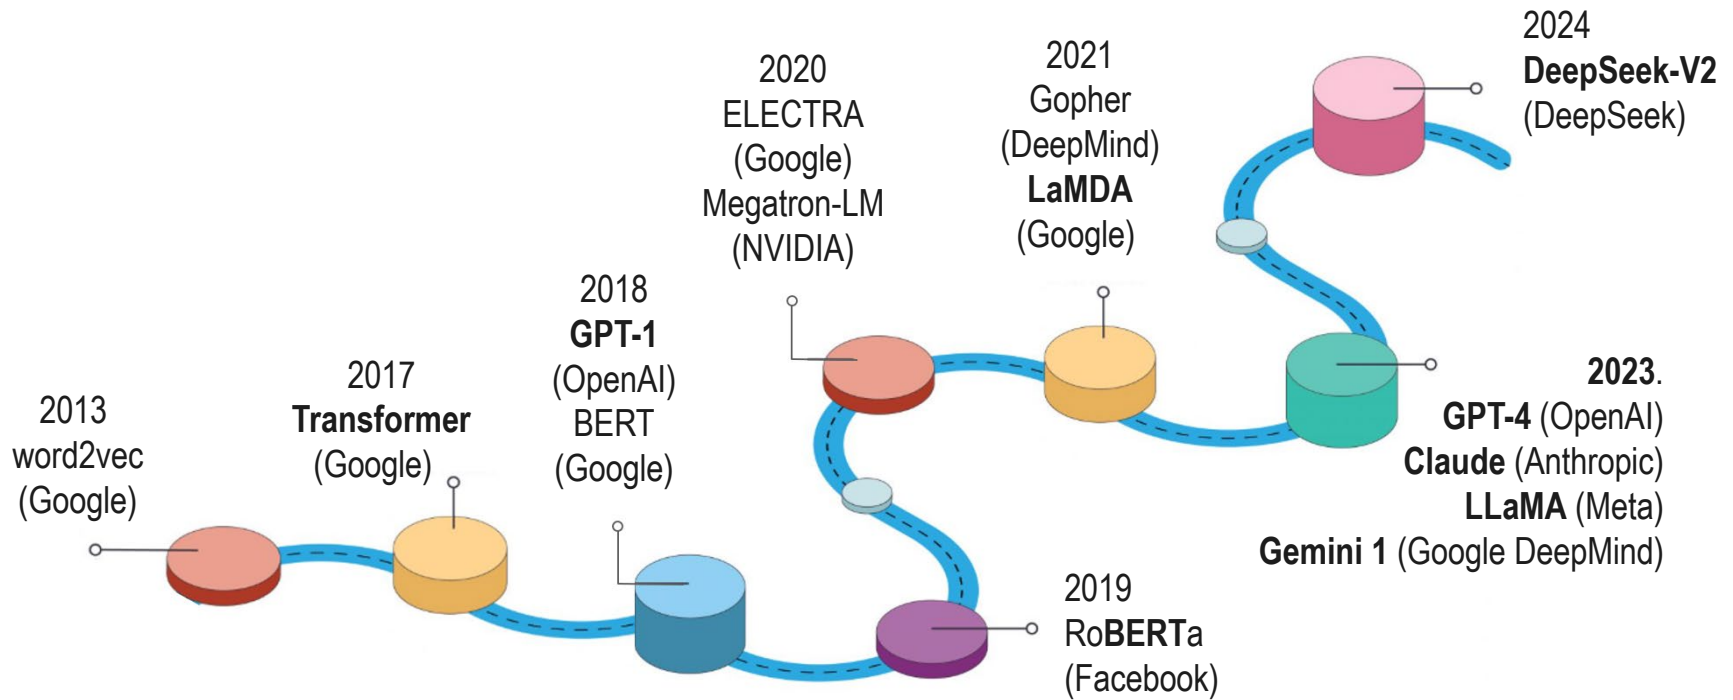 2013
word2vec
(Google)
2017
Transformer
(Google)
2018
GPT-1
(OpenAI)
BERT
(Google)
2019
RoBERTa
(Facebook)
2020
ELECTRA
(Google)
Megatron-LM
(NVIDIA)
2021
Gopher
(DeepMind)
LaMDA
(Google)
2023.
GPT-4 (OpenAI)
Claude (Anthropic)
LLaMA (Meta)
Gemini 1 (Google DeepMind)
2024
DeepSeek-V2
(DeepSeek)